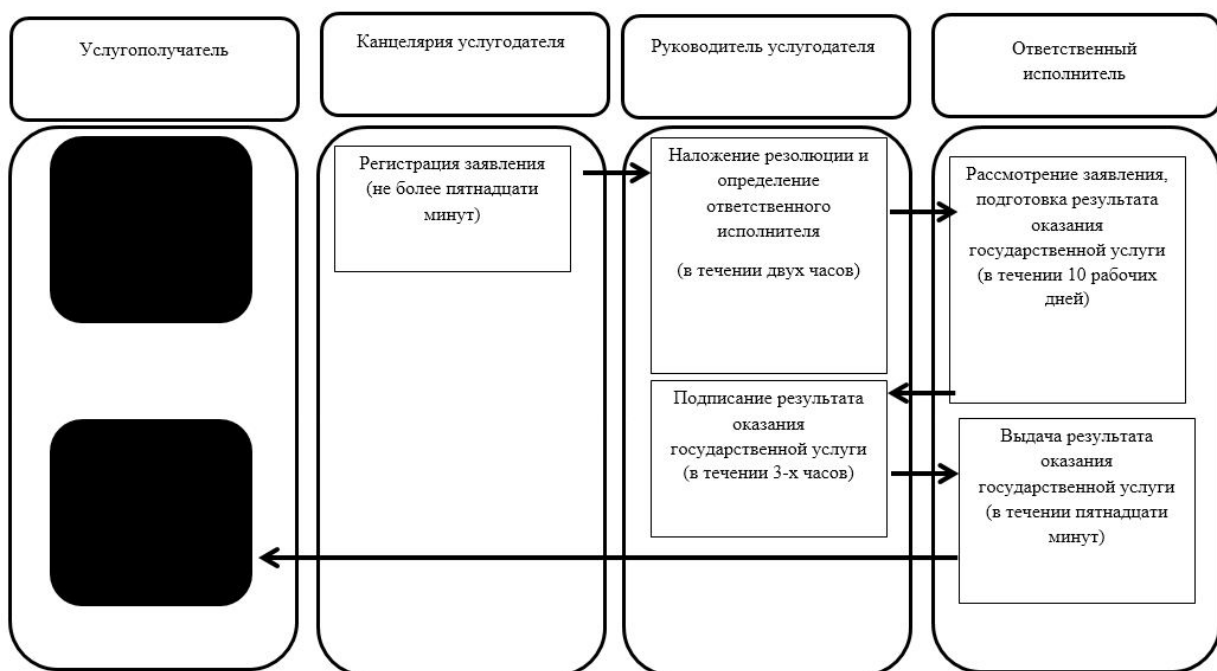 Услугополучатель
Канцелярия услугодателя
Руководитель услугодателя
Ответственный
исполнитель
Регистрация заявления
(не более пятнадцати
минут)
Наложение резолюции и
определение
ответственного
исполнителя
(в течении двух часов)
Рассмотрение заявления,
подготовка результата
оказания
государственной услуги
(в течении 10 рабочих
дней)
Подписание результата
оказания
государственной услуги
(в течении 3-х часов)
Выдача результата
оказания
государственной услуги
(в течении пятнадцати
минут)